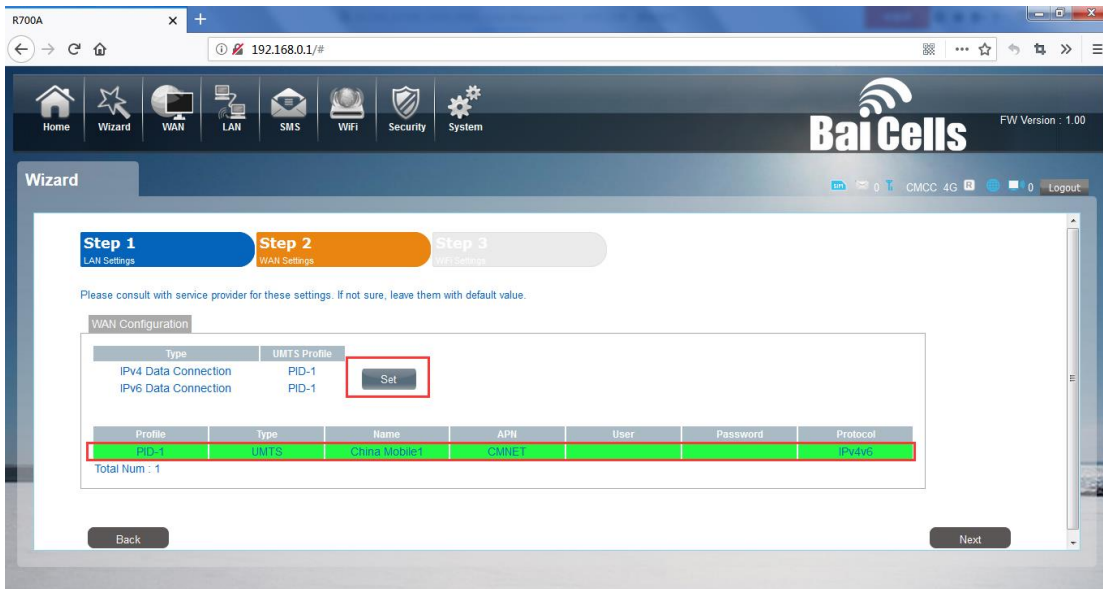 R700A
192.168.0.1/#
Home Wizard WAN LAN SMS WiFi Security System
BaiCells
FW Version : 1.00
Wizard
SIM 0 CMCC 4G R 0 Logout
Step 1 Step 2 Step 3
LAN Settings WAN Settings WiFi Settings
Please consult with service provider for these settings. If not sure, leave them with default value.
WAN Configuration
Type UMTS Profile
IPv4 Data Connection PID-1
Set
IPv6 Data Connection PID-1
Profile Type Name APN User Password Protocol
PID-1 UMTS China Mobile1 CMNET IPv4v6
Total Num : 1
Back Next